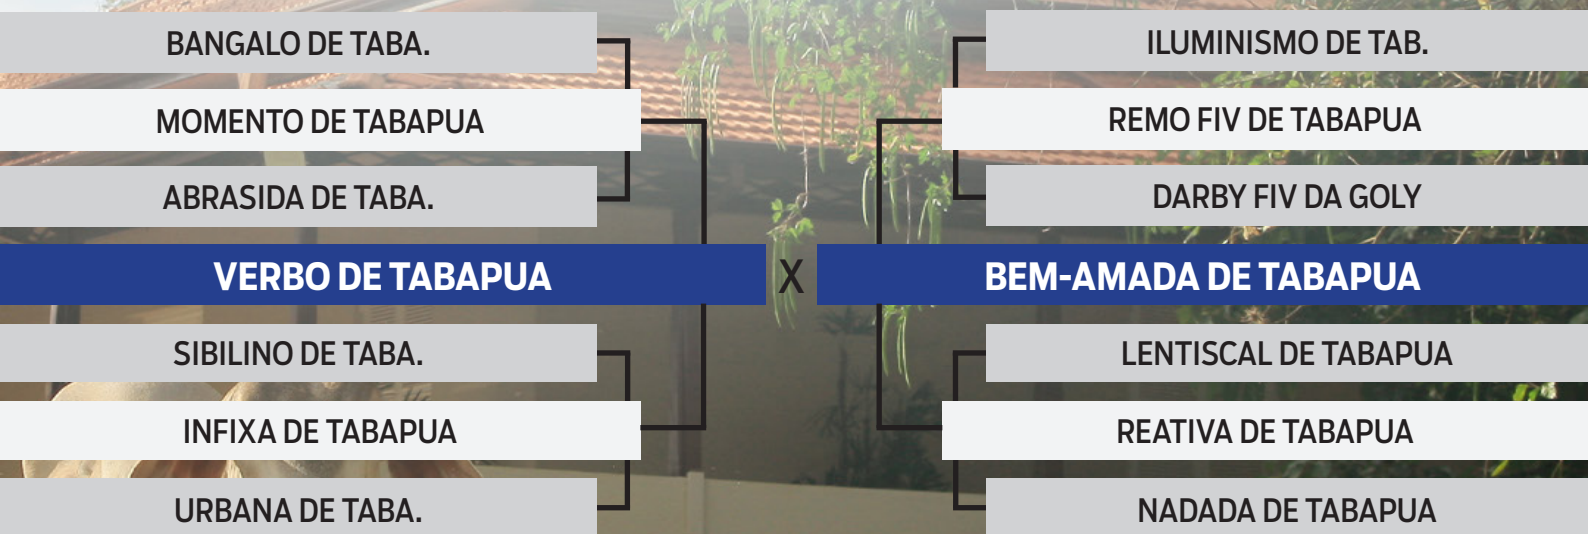 BANGALO DE TABA.
MOMENTO DE TABAPUA
ABRASIDA DE TABA.
VERBO DE TABAPUA
SIBILINO DE TABA.
INFIXA DE TABAPUA
URBANA DE TABA.
X
ILUMINISMO DE TAB.
REMO FIV DE TABAPUA
DARBY FIV DA GOLY
BEM-AMADA DE TABAPUA
LENTISCAL DE TABAPUA
REATIVA DE TABAPUA
NADADA DE TABAPUA